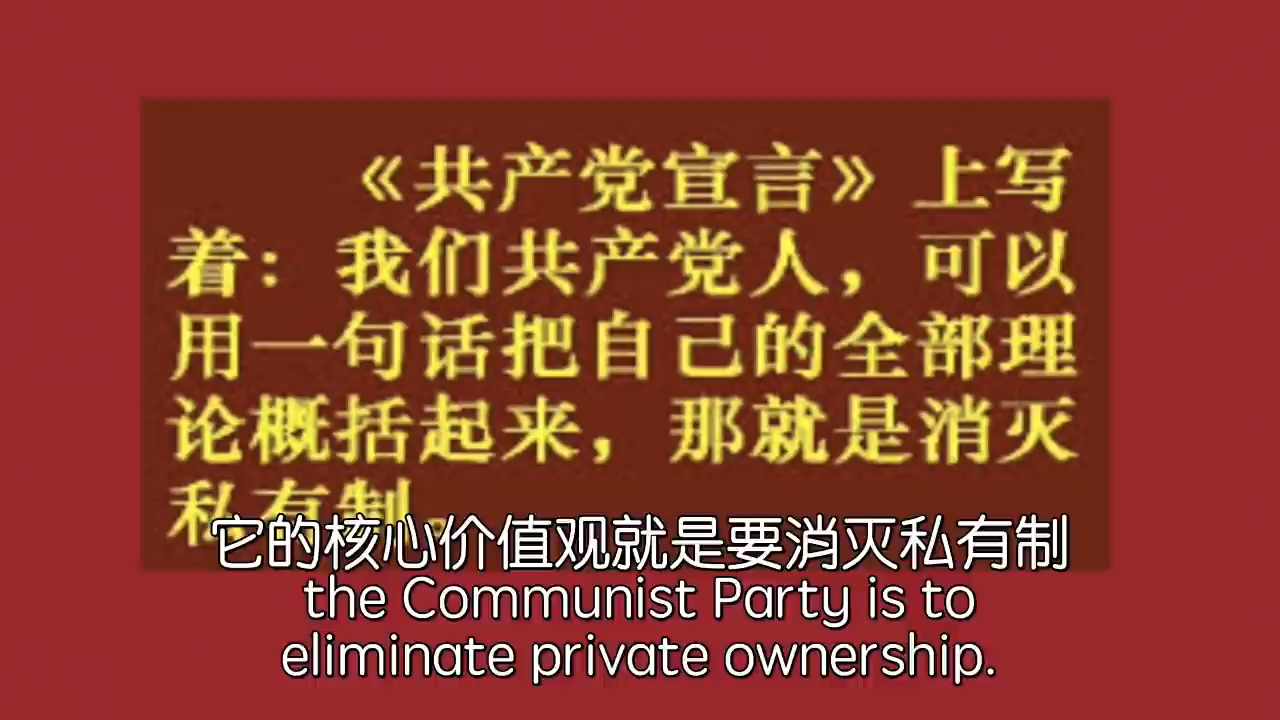 《共产党宣言》上写
着：我们共产党人，可以
用一句话把自己的全部理
论概括起来，那就是消灭
私有制。
它的核心价值观就是要消灭私有制
the Communist Party is to
eliminate private ownership.